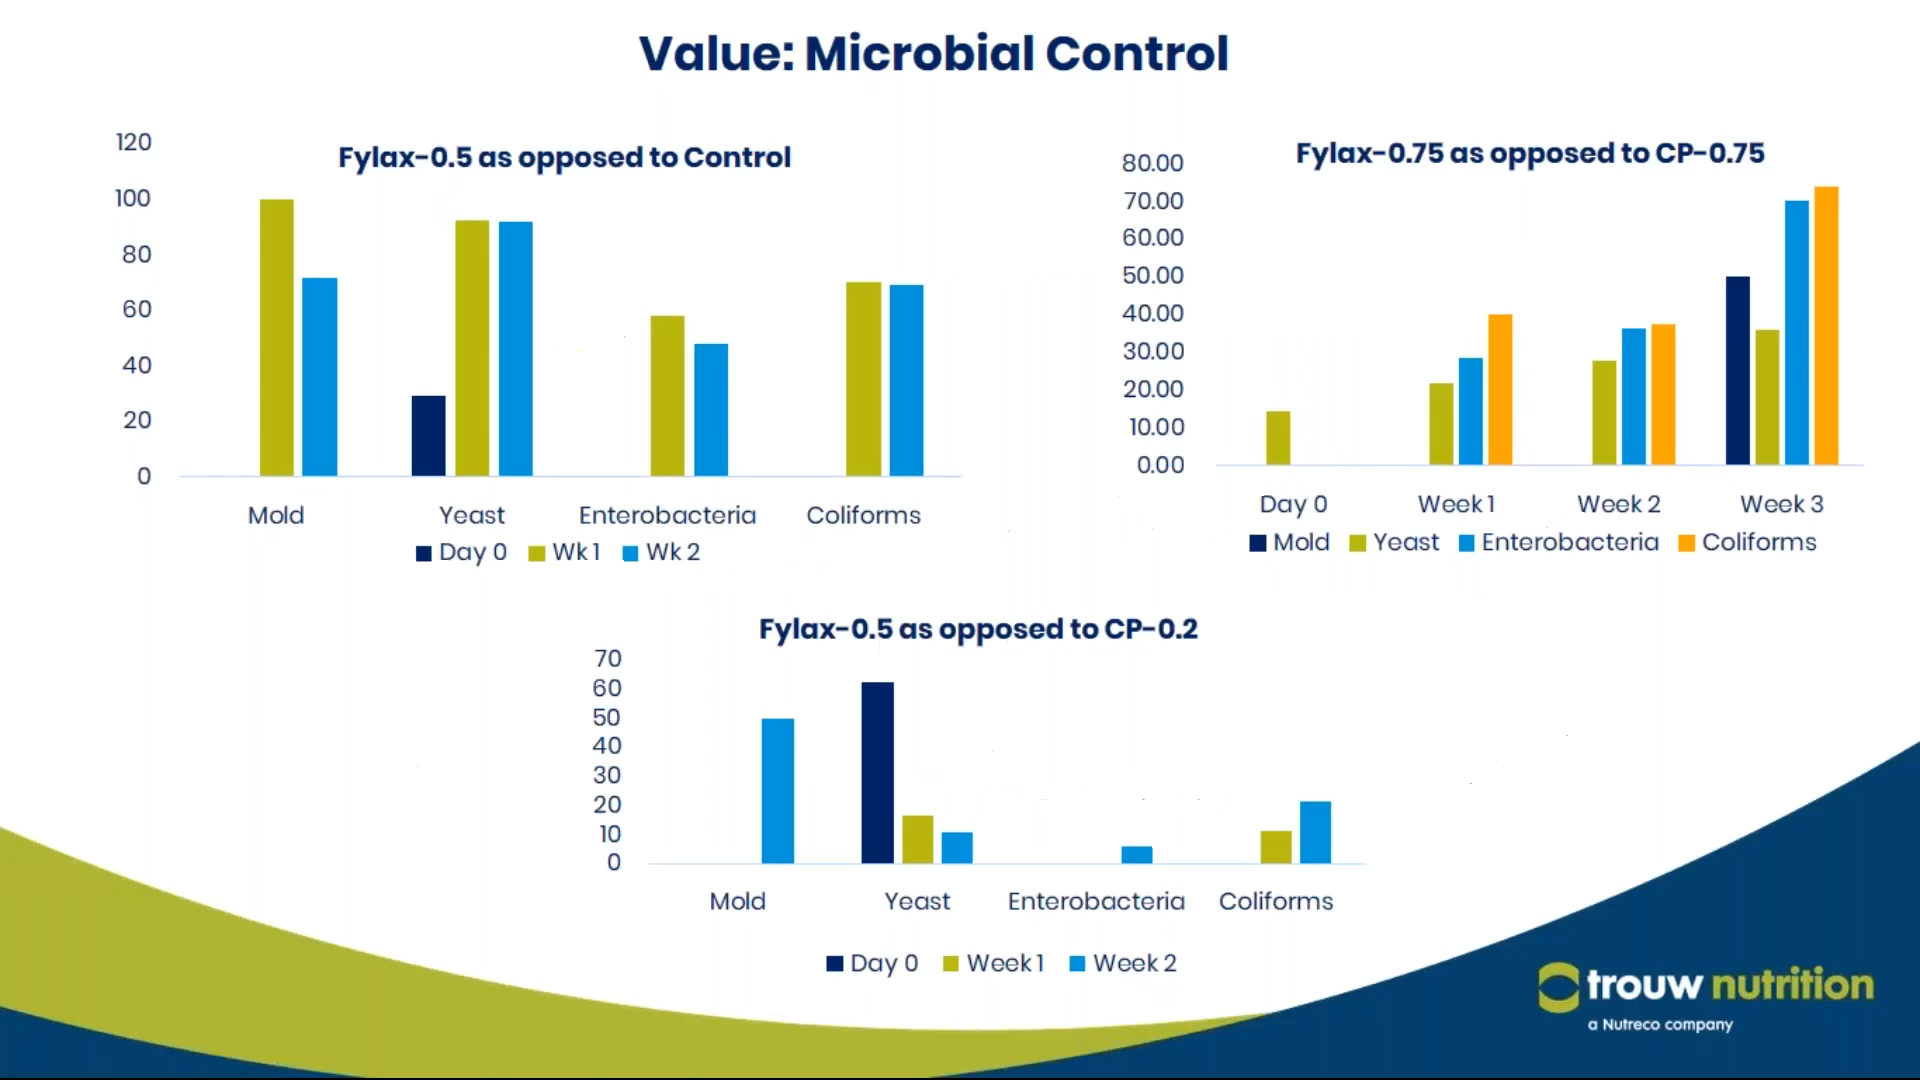 Value: Microbial Control
Fylax-0.5 as opposed to Control
120
100
80
60
40
20
0
Mold Yeast Enterobacteria Coliforms
Day 0 Wk 1 Wk 2
Fylax-0.75 as opposed to CP-0.75
80.00
70.00
60.00
50.00
40.00
30.00
20.00
10.00
0.00
Day 0 Week 1 Week 2 Week 3
Mold Yeast Enterobacteria Coliforms
Fylax-0.5 as opposed to CP-0.2
70
60
50
40
30
20
10
0
Mold Yeast Enterobacteria Coliforms
Day 0 Week 1 Week 2
trouw nutrition
a Nutreco company